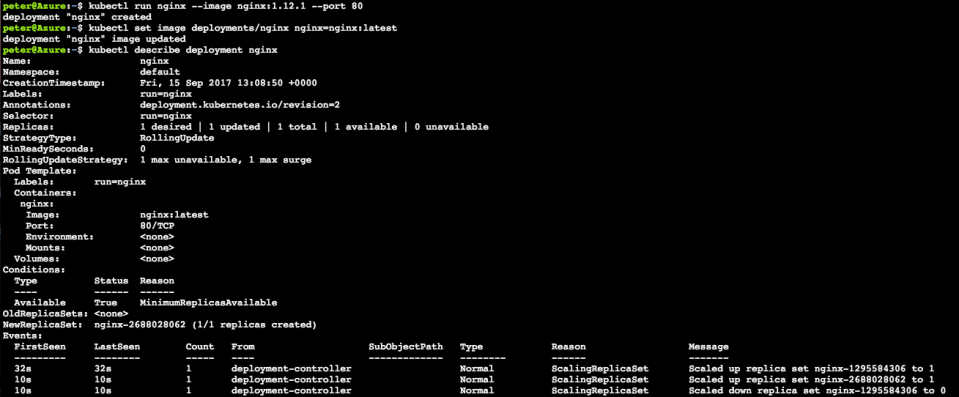 peter@Azure:~$ kubectl run nginx --image nginx:1.12.1 --port 80
deployment "nginx" created
peter@Azure:~$ kubectl set image deployments/nginx nginx=nginx:latest
deployment "nginx" image updated
peter@Azure:~$ kubectl describe deployment nginx
Name: nginx
Namespace: default
CreationTimestamp: Fri, 15 Sep 2017 13:08:50 +0000
Labels: run=nginx
Annotations: deployment.kubernetes.io/revision=2
Selector: run=nginx
Replicas: 1 desired | 1 updated | 1 total | 1 available | 0 unavailable
StrategyType: RollingUpdate
MinReadySeconds: 0
RollingUpdateStrategy: 1 max unavailable, 1 max surge
Pod Template:
Labels: run=nginx
Containers:
nginx:
Image: nginx:latest
Port: 80/TCP
Environment: <none>
Mounts: <none>
Volumes: <none>
Conditions:
Type Status Reason
---- ------ ------
Available True MinimumReplicasAvailable
OldReplicaSets: <none>
NewReplicaSet: nginx-2688028062 (1/1 replicas created)
Events:
FirstSeen LastSeen Count From SubObjectPath Type Reason Message
--------- -------- ----- ---- ------------- -------- ------ -------
32s 32s 1 deployment-controller Normal ScalingReplicaSet Scaled up replica set nginx-1295584306 to 1
10s 10s 1 deployment-controller Normal ScalingReplicaSet Scaled up replica set nginx-2688028062 to 1
10s 10s 1 deployment-controller Normal ScalingReplicaSet Scaled down replica set nginx-1295584306 to 0